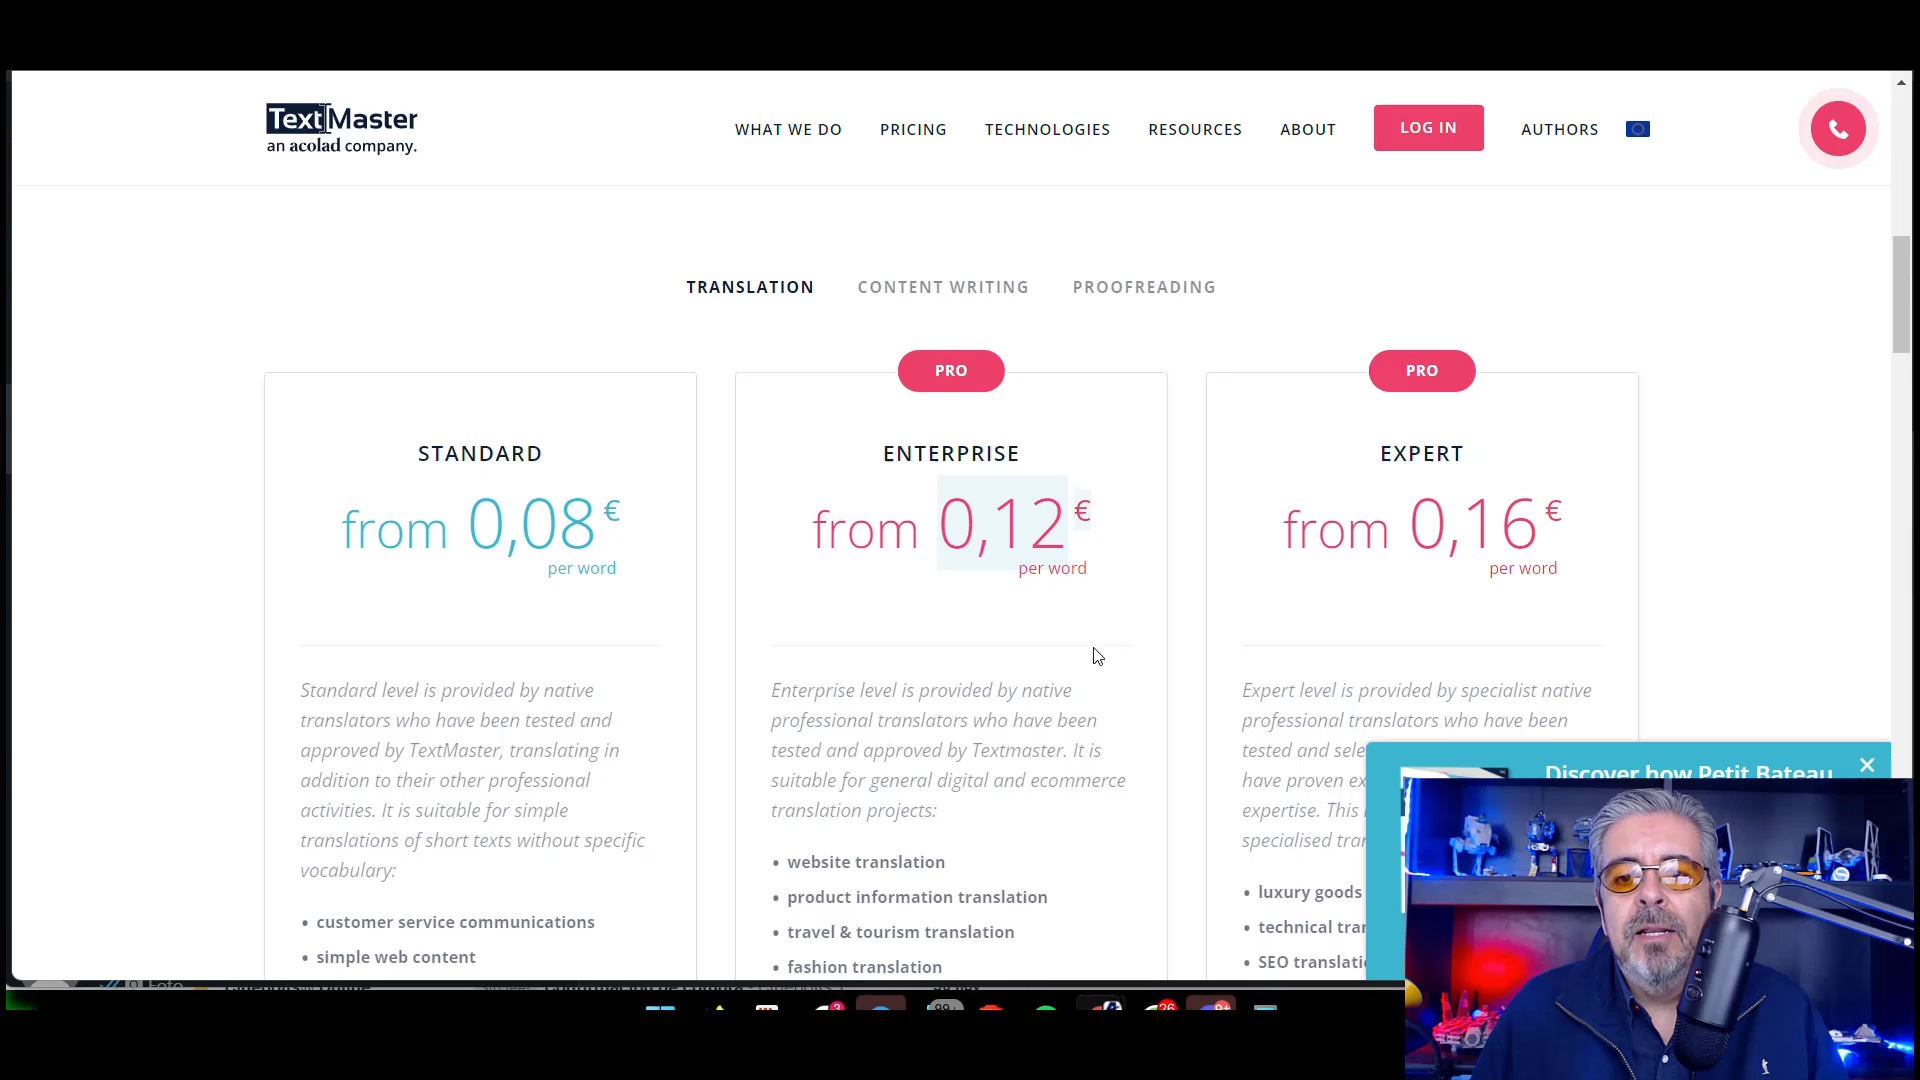 TextMaster
an acolad company.
WHAT WE DO
PRICING
TECHNOLOGIES
RESOURCES
ABOUT
LOG IN
AUTHORS
TRANSLATION
CONTENT WRITING
PROOFREADING
STANDARD
from 0,08 €
per word
Standard level is provided by native
translators who have been tested and
approved by TextMaster, translating in
addition to their other professional
activities. It is suitable for simple
translations of short texts without specific
vocabulary:
• customer service communications
• simple web content
PRO
ENTERPRISE
from 0,12 €
per word
Enterprise level is provided by native
professional translators who have been
tested and approved by Textmaster. It is
suitable for general digital and ecommerce
translation projects:
• website translation
• product information translation
• travel & tourism translation
• fashion translation
PRO
EXPERT
from 0,16 €
per word
Expert level is provided by specialist native
professional translators who have been
tested and sele
have proven ex
expertise. This
specialised tran
• luxury goods
• technical tran
• SEO translati
Discover how Petit Bateau
Foto
3
99+
26
9+